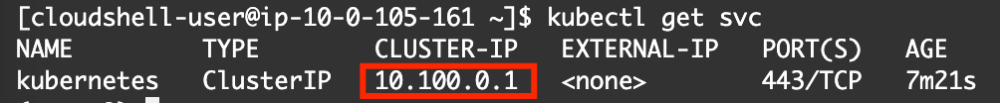 [cloudshell-user@ip-10-0-105-161 ~]$ kubectl get svc
NAME TYPE CLUSTER-IP EXTERNAL-IP PORT(S) AGE
kubernetes ClusterIP 10.100.0.1 <none> 443/TCP 7m21s